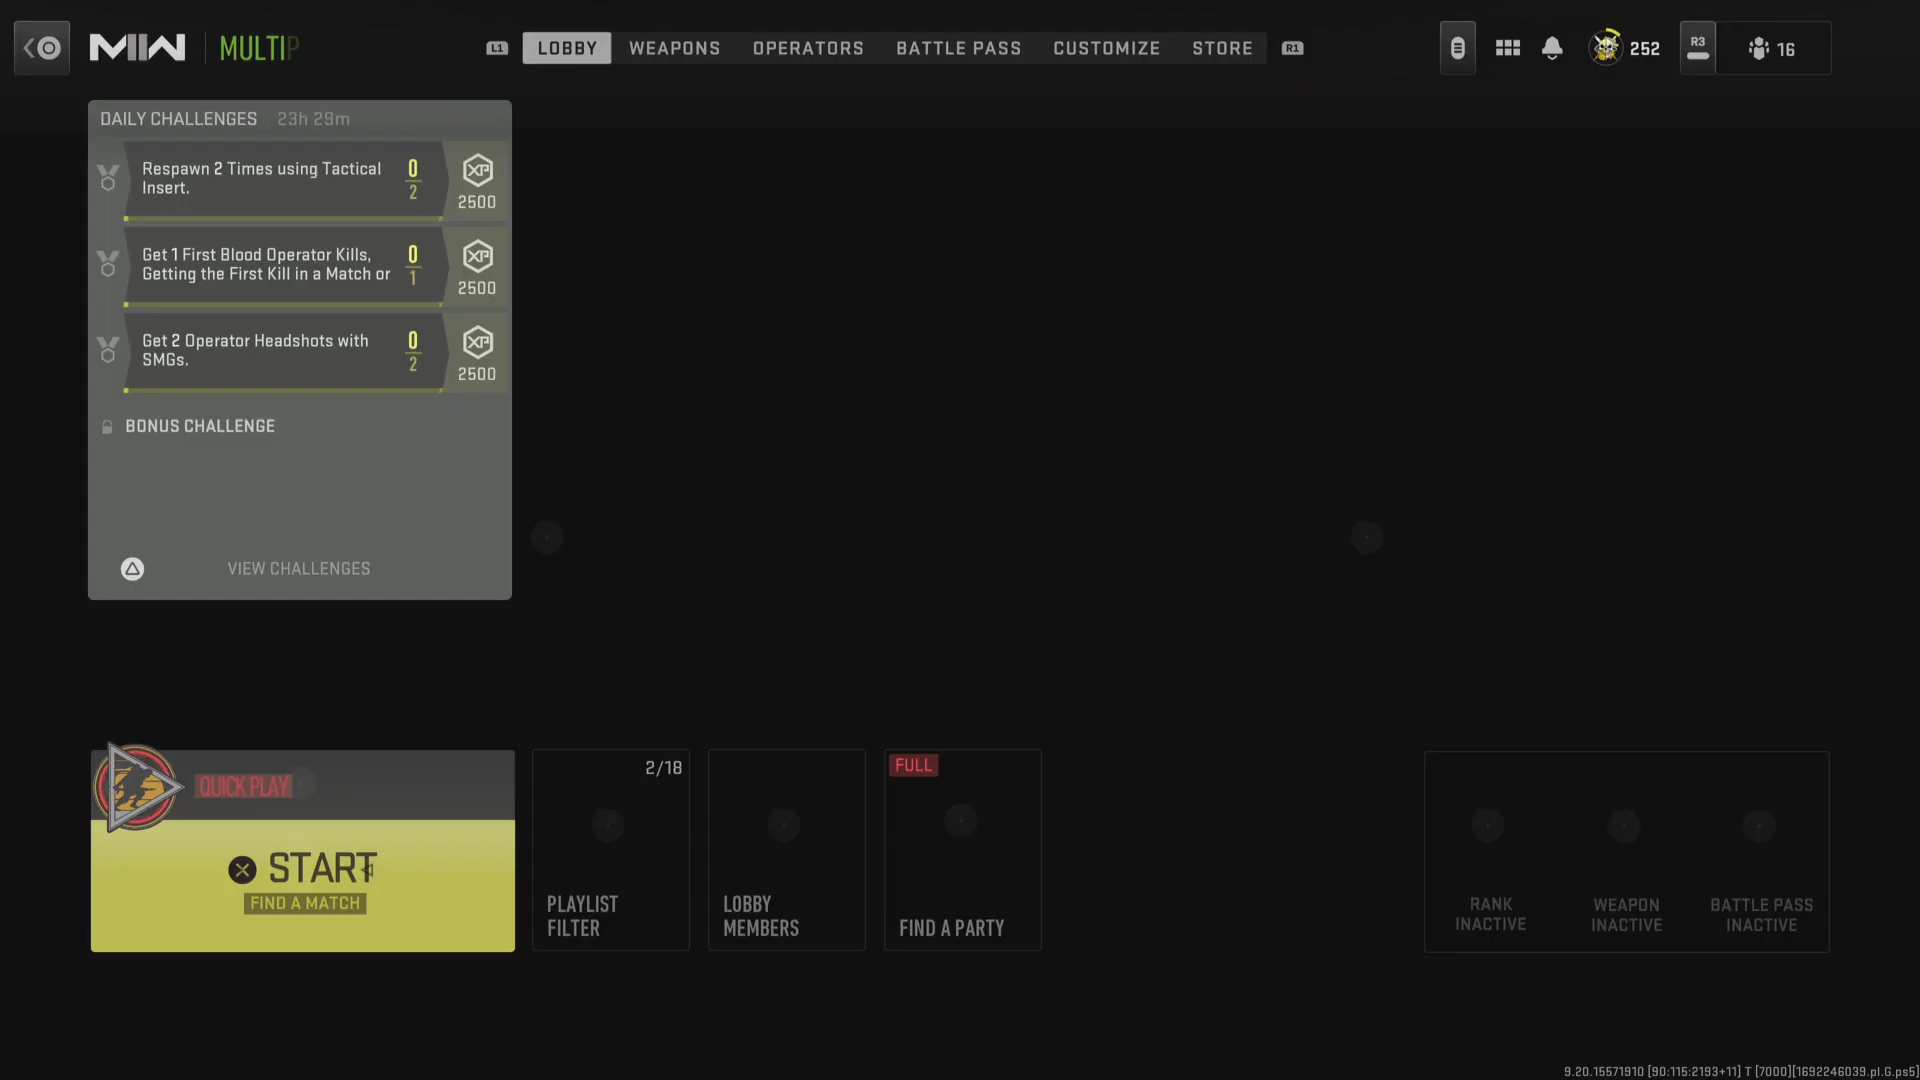 MWII MULTIP
L1 LOBBY WEAPONS OPERATORS BATTLE PASS CUSTOMIZE STORE R1
252
R3
16
DAILY CHALLENGES 23h 29m
Respawn 2 Times using Tactical
Insert.
0
2
XP
2500
Get 1 First Blood Operator Kills,
Getting the First Kill in a Match or
0
1
XP
2500
Get 2 Operator Headshots with
SMGs.
0
2
XP
2500
BONUS CHALLENGE
VIEW CHALLENGES
QUICK PLAY
START
FIND A MATCH
2/18
PLAYLIST
FILTER
LOBBY
MEMBERS
FULL
FIND A PARTY
RANK
INACTIVE
WEAPON
INACTIVE
BATTLE PASS
INACTIVE
9.20.15571910 [90:115:2193+11] T [7000][1692246039.pl.G.ps5]